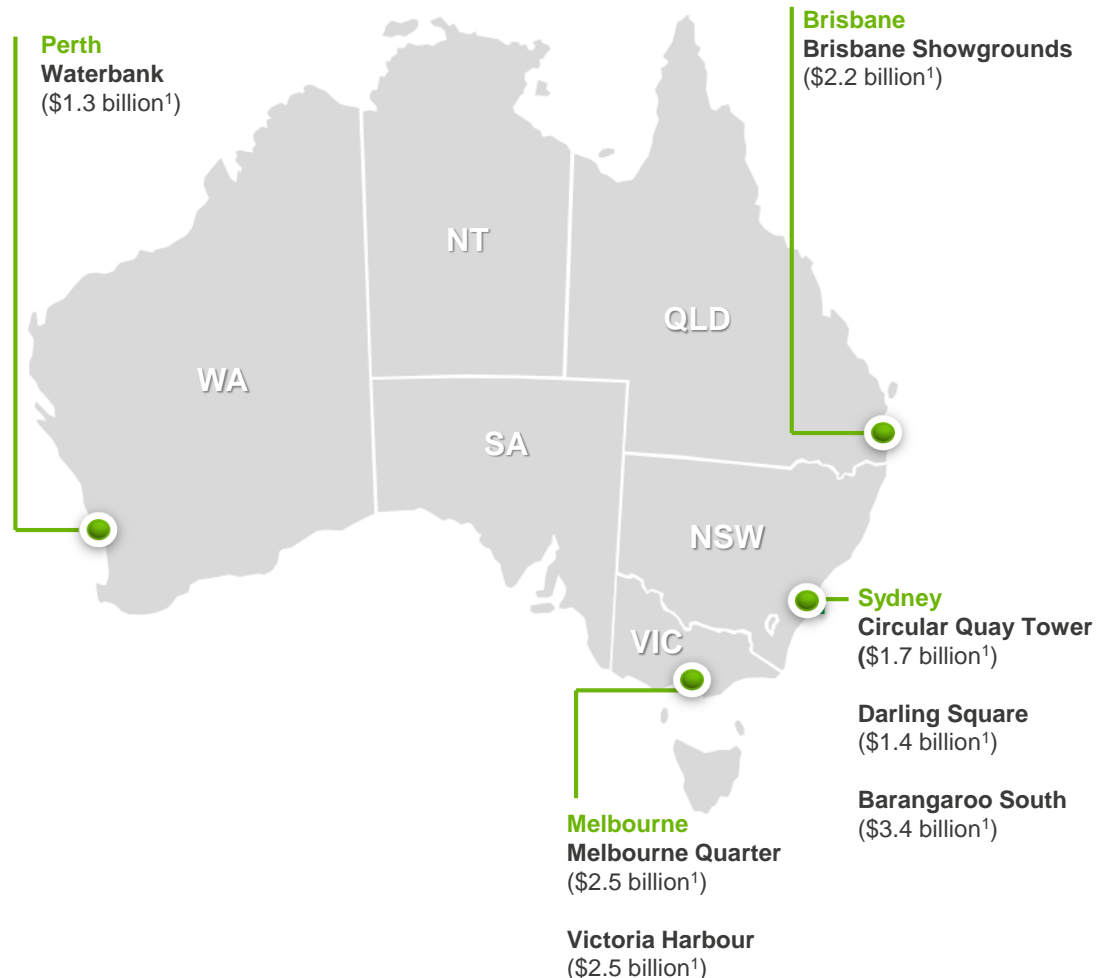 Perth
Waterbank
($1.3 billion¹)
Brisbane
Brisbane Showgrounds
($2.2 billion¹)
NT
QLD
WA
SA
NSW
VIC
Sydney
Circular Quay Tower
($1.7 billion¹)
Darling Square
($1.4 billion¹)
Barangaroo South
($3.4 billion¹)
Melbourne
Melbourne Quarter
($2.5 billion¹)
Victoria Harbour
($2.5 billion¹)